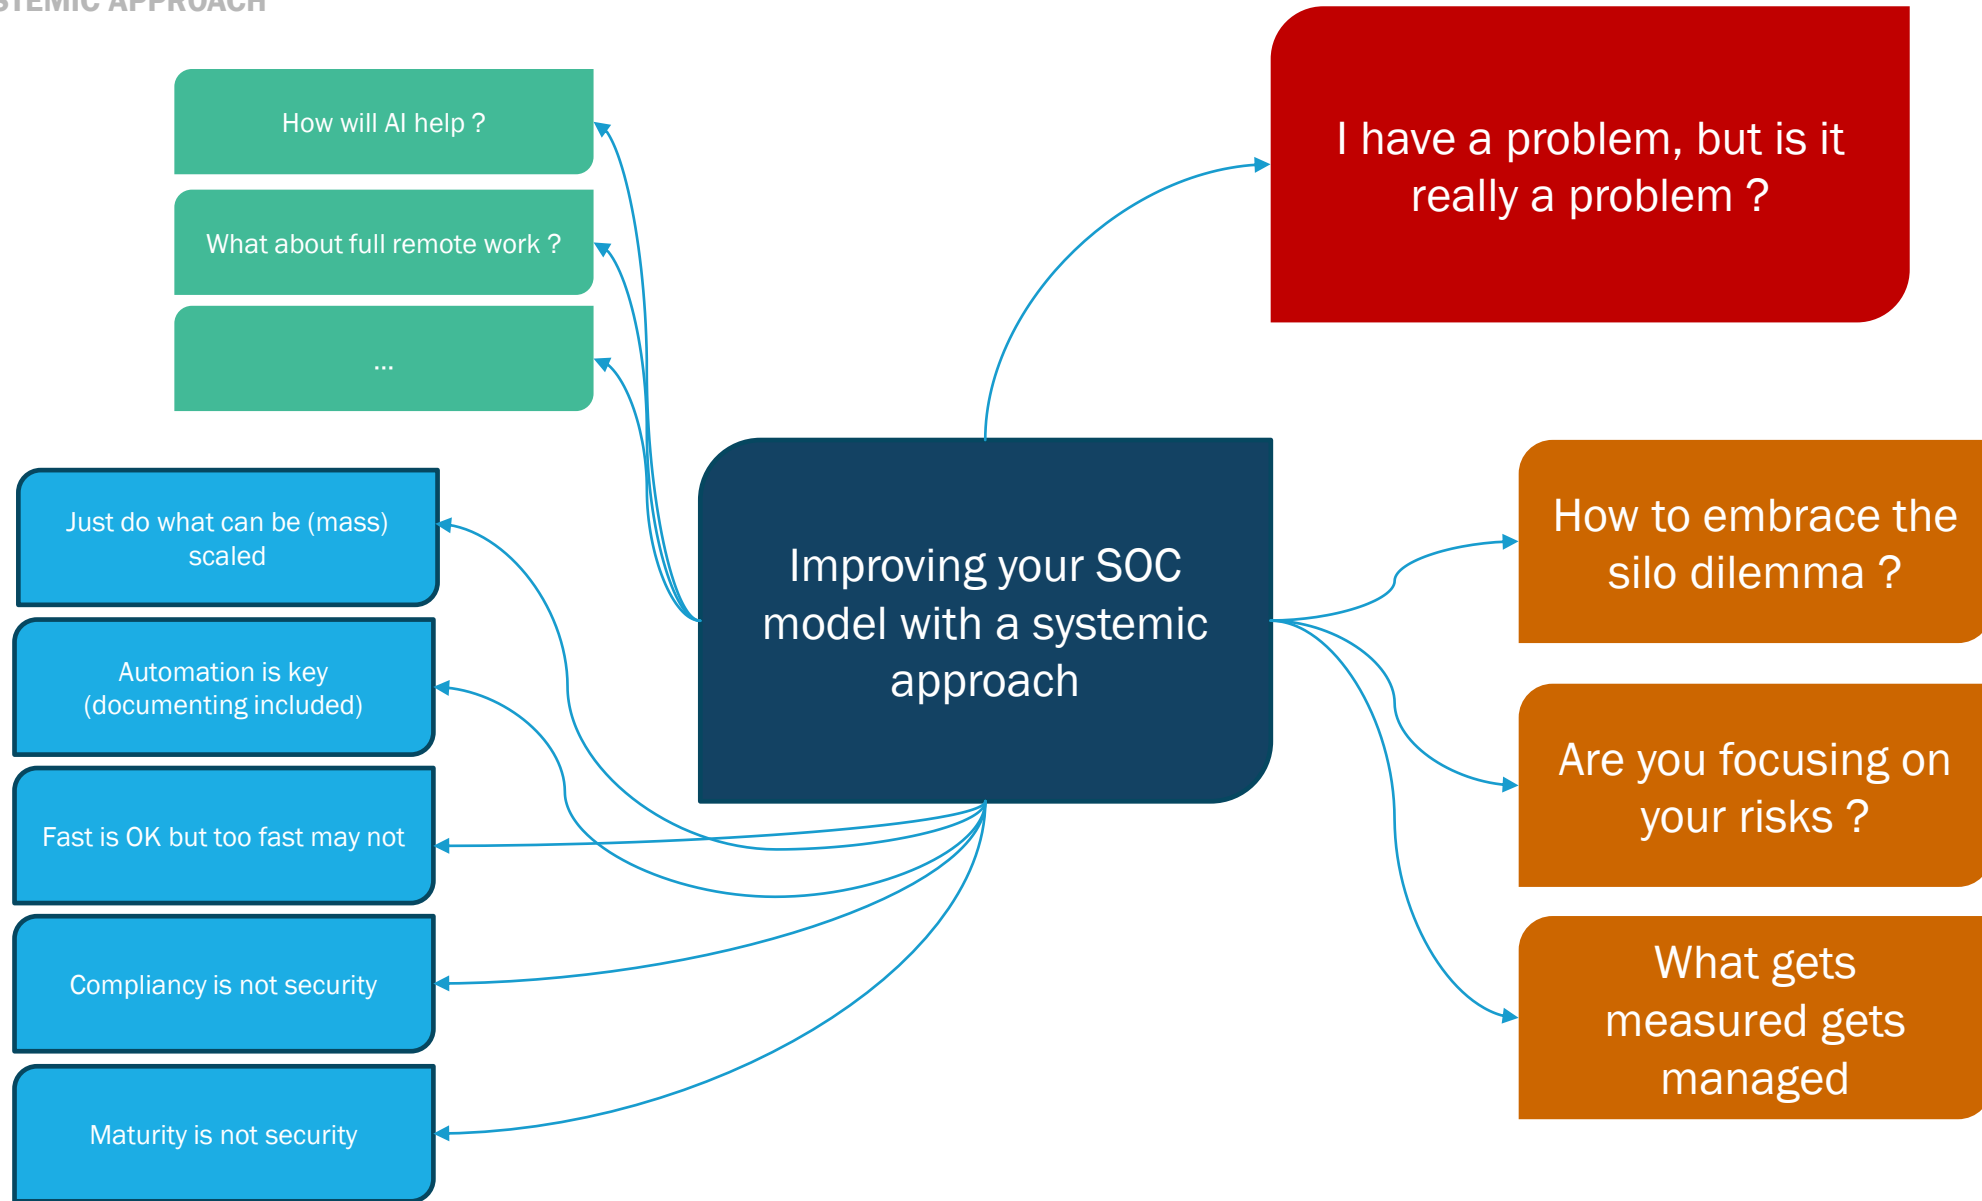 STEMIC APPROACH
How will AI help ?
What about full remote work ?
...
I have a problem, but is it
really a problem ?
Improving your SOC
model with a systemic
approach
How to embrace the
silo dilemma ?
Are you focusing on
your risks ?
What gets
measured gets
managed
Just do what can be (mass)
scaled
Automation is key
(documenting included)
Fast is OK but too fast may not
Compliancy is not security
Maturity is not security